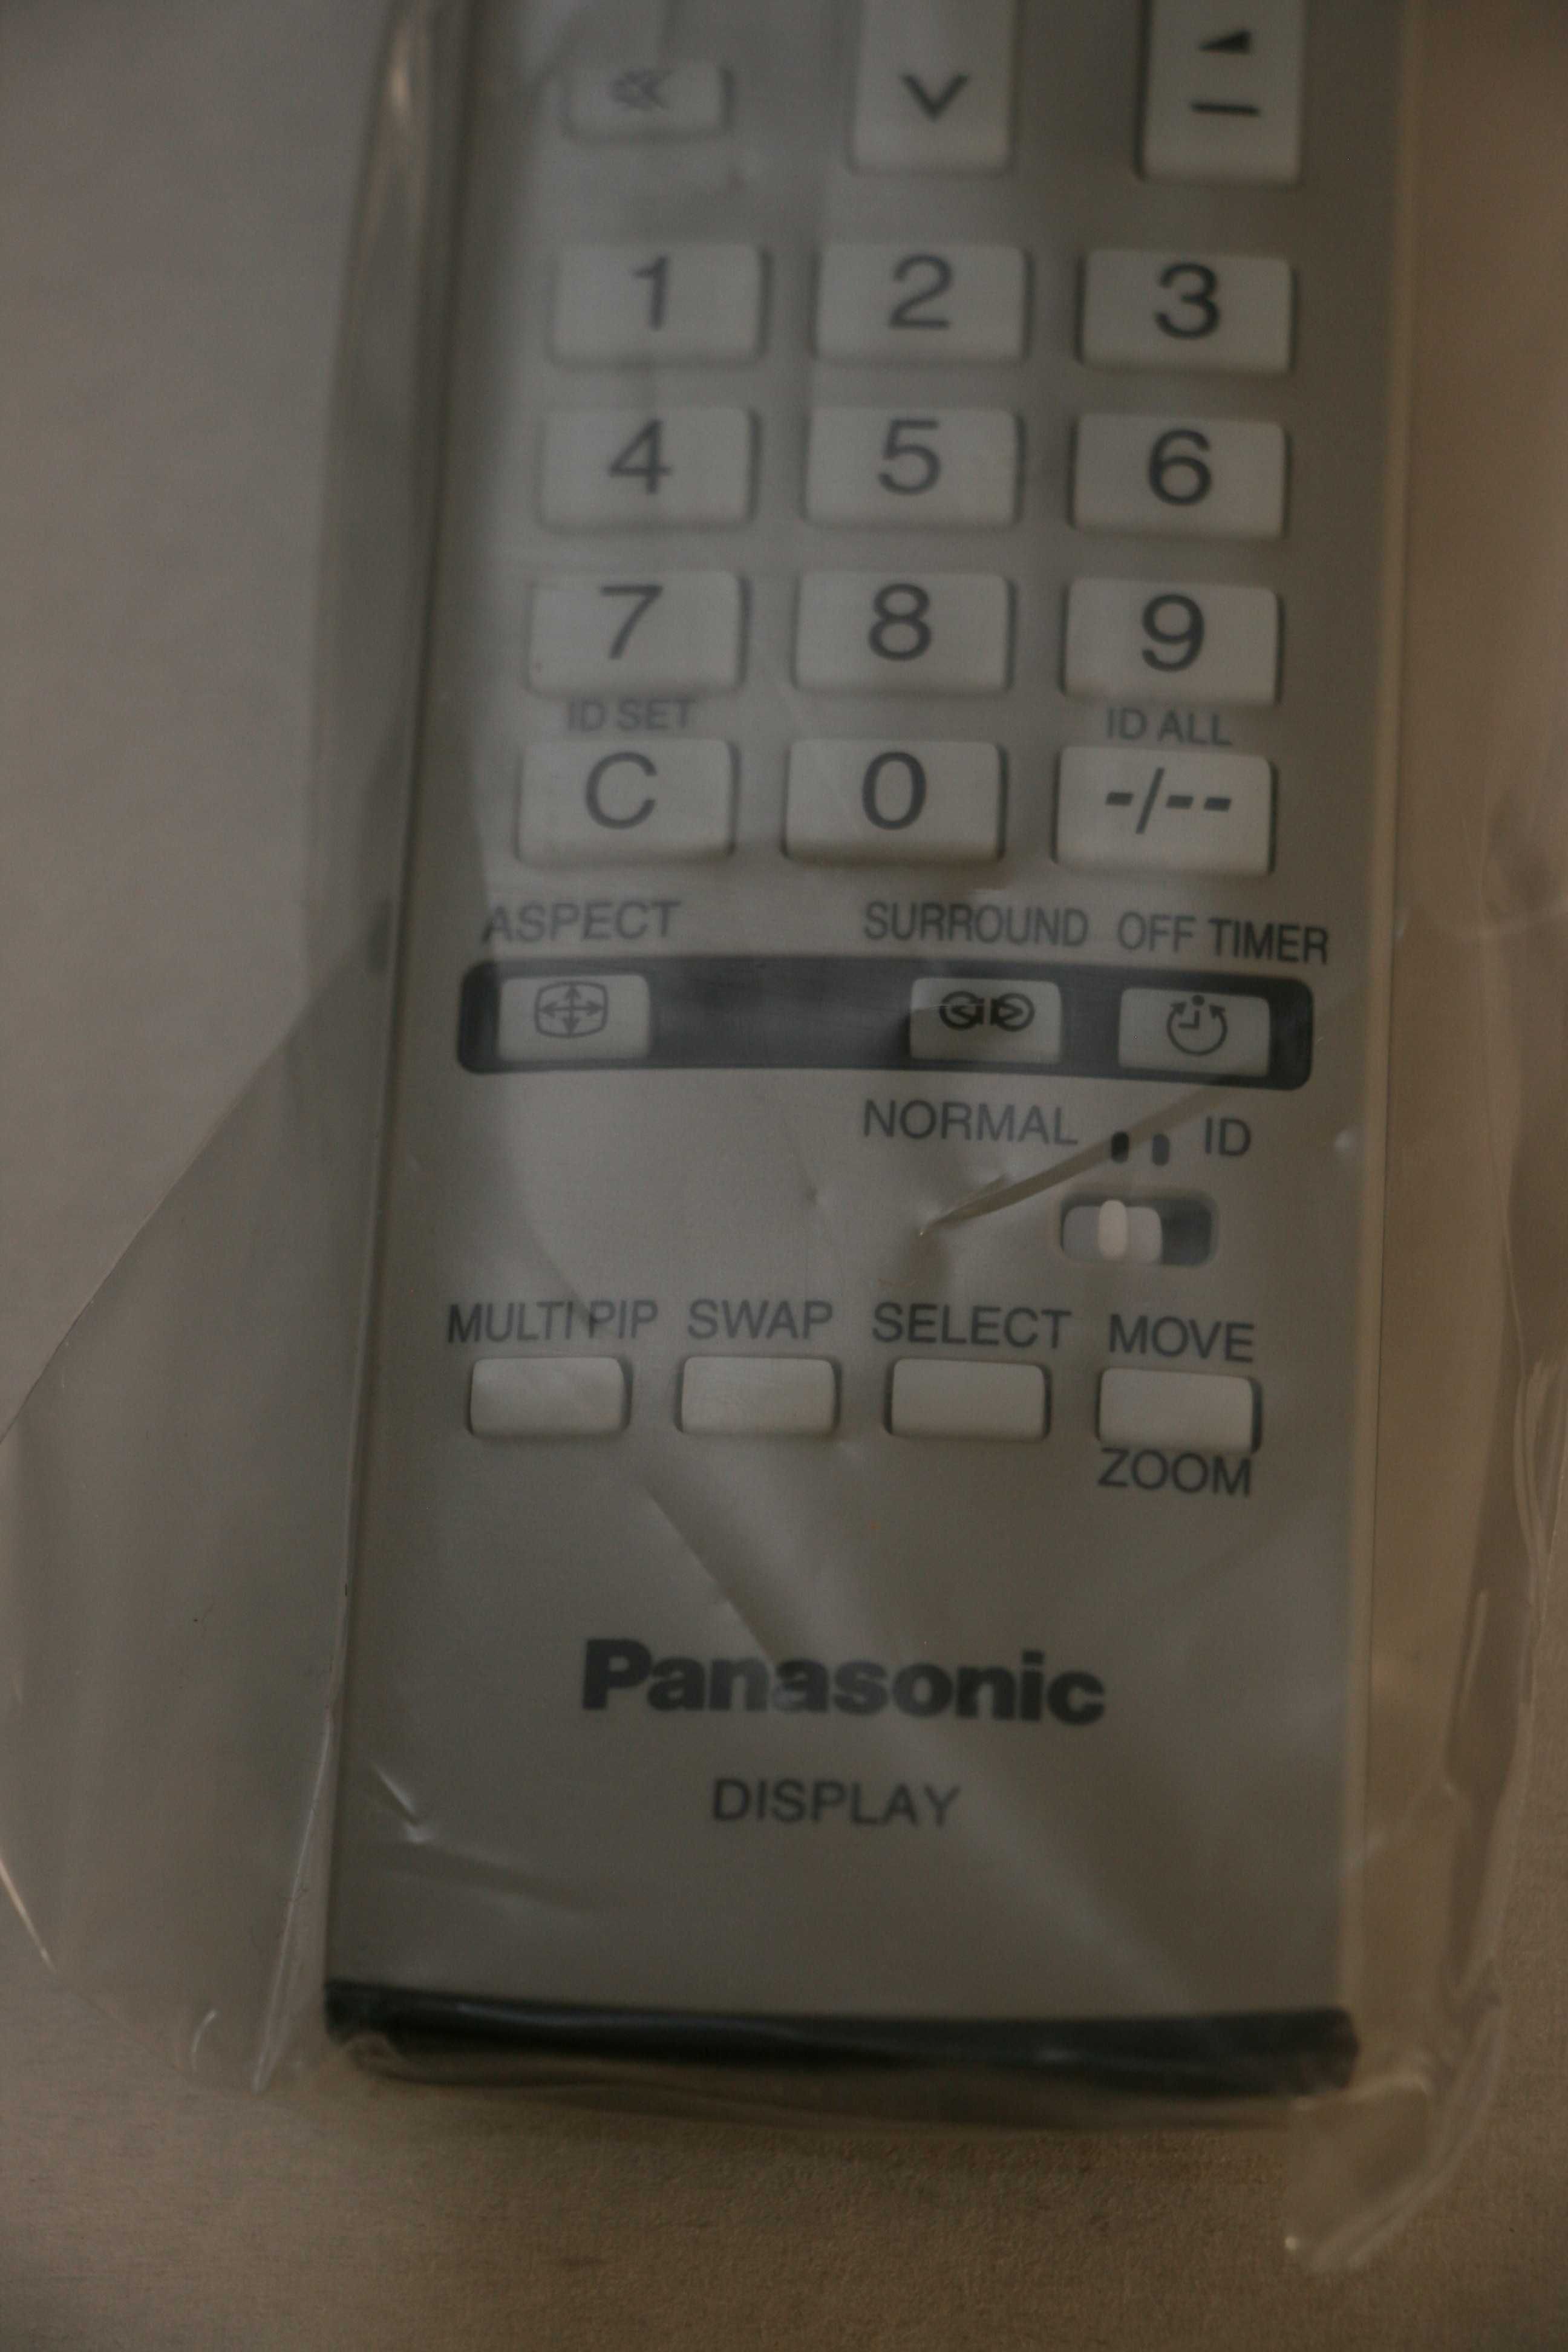 1 2 3
4 5 6
7 8 9
ID SET ID ALL
C 0 -/--
ASPECT SURROUND OFF TIMER
NORMAL ID
MULTI PIP SWAP SELECT MOVE
ZOOM
Panasonic
DISPLAY